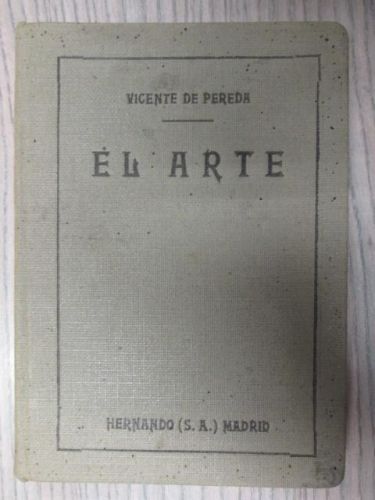 VICENTE DE PEREDA
EL ARTE
HERNANDO (S. A.) MADRID